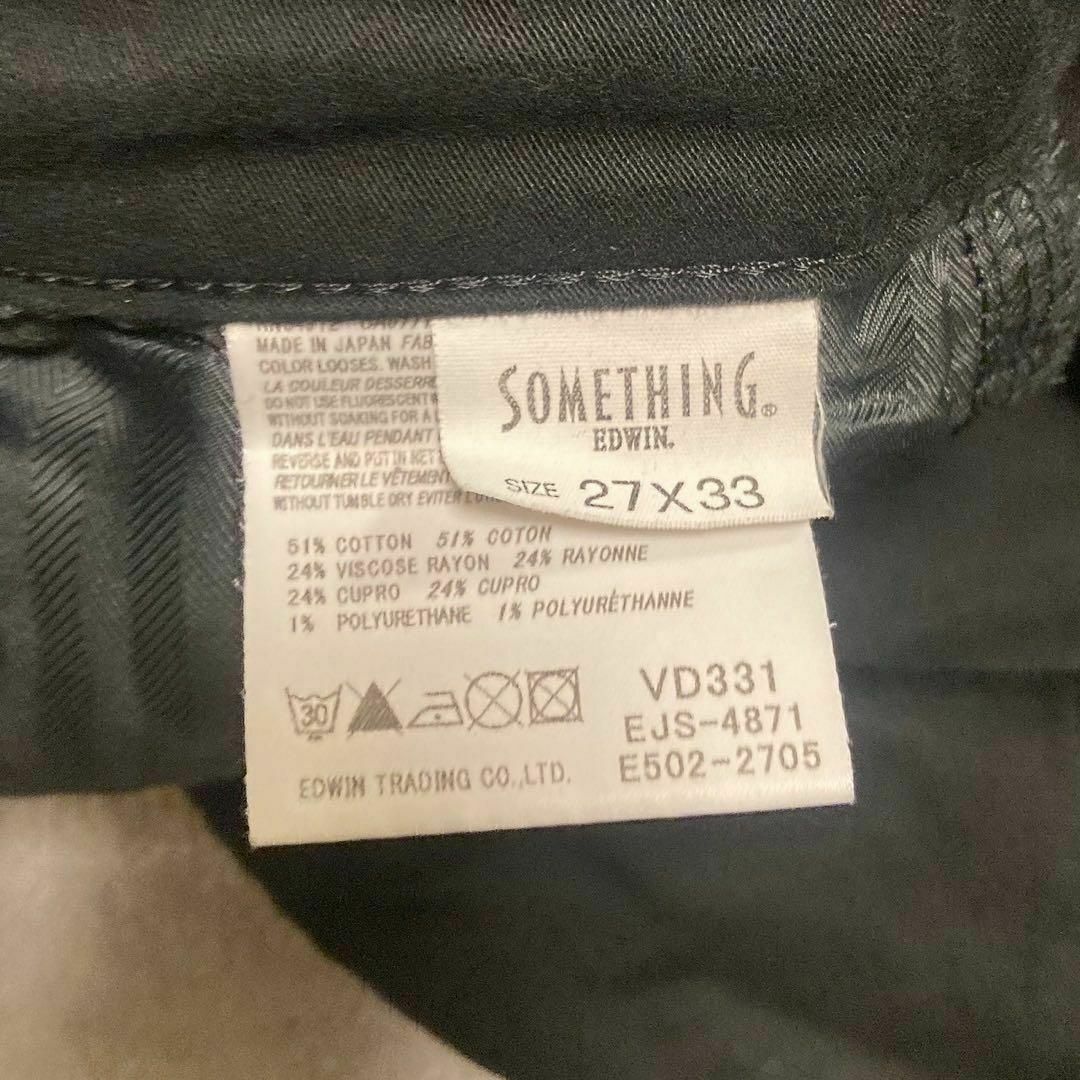 SOMETHING®
EDWIN.
SIZE 27X33
MADE IN JAPAN FAB
COLOR LOOSES. WASH
LA COULEUR DESSERRE
DO NOT USE FLUORESCENT
WITHOUT SOAKING FOR A L
DANS L'EAU PENDANT
REVERSE AND PUT IN NET
RETOURNER LE VÊTEMENT
WITHOUT TUMBLE DRY EVITER L'
51% COTTON 51% COTON
24% VISCOSE RAYON 24% RAYONNE
24% CUPRO 24% CUPRO
1% POLYURETHANE 1% POLYURÉTHANNE
30
VD331
EJS-4871
E502-2705
EDWIN TRADING CO.,LTD.